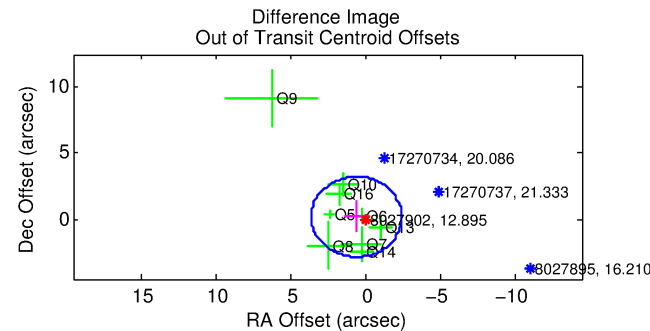 Difference Image
Out of Transit Centroid Offsets
Dec Offset (arcsec)
10
5
0
Q9
17270734, 20.086
Q10
Q16
17270737, 21.333
Q5
Q6
8027902, 12.895
Q13
Q7
Q8
Q14
8027895, 16.210
15
10
5
0
−5
−10
RA Offset (arcsec)